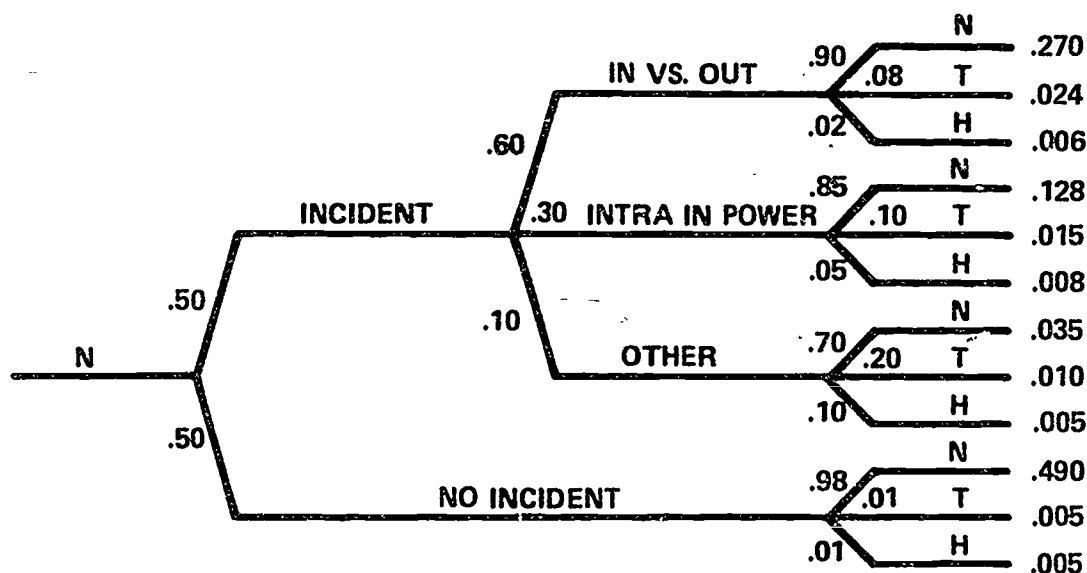 N
.90 .270
IN VS. OUT .08 T .024
.02 H .006
.60
N
.85 .128
INCIDENT .30 INTRA IN POWER .10 T .015
.05 H .008
.50
.10
N
.70 .035
OTHER .20 T .010
N
.10 H .005
.50
N
.98 .490
NO INCIDENT .01 T .005
.01 H .005